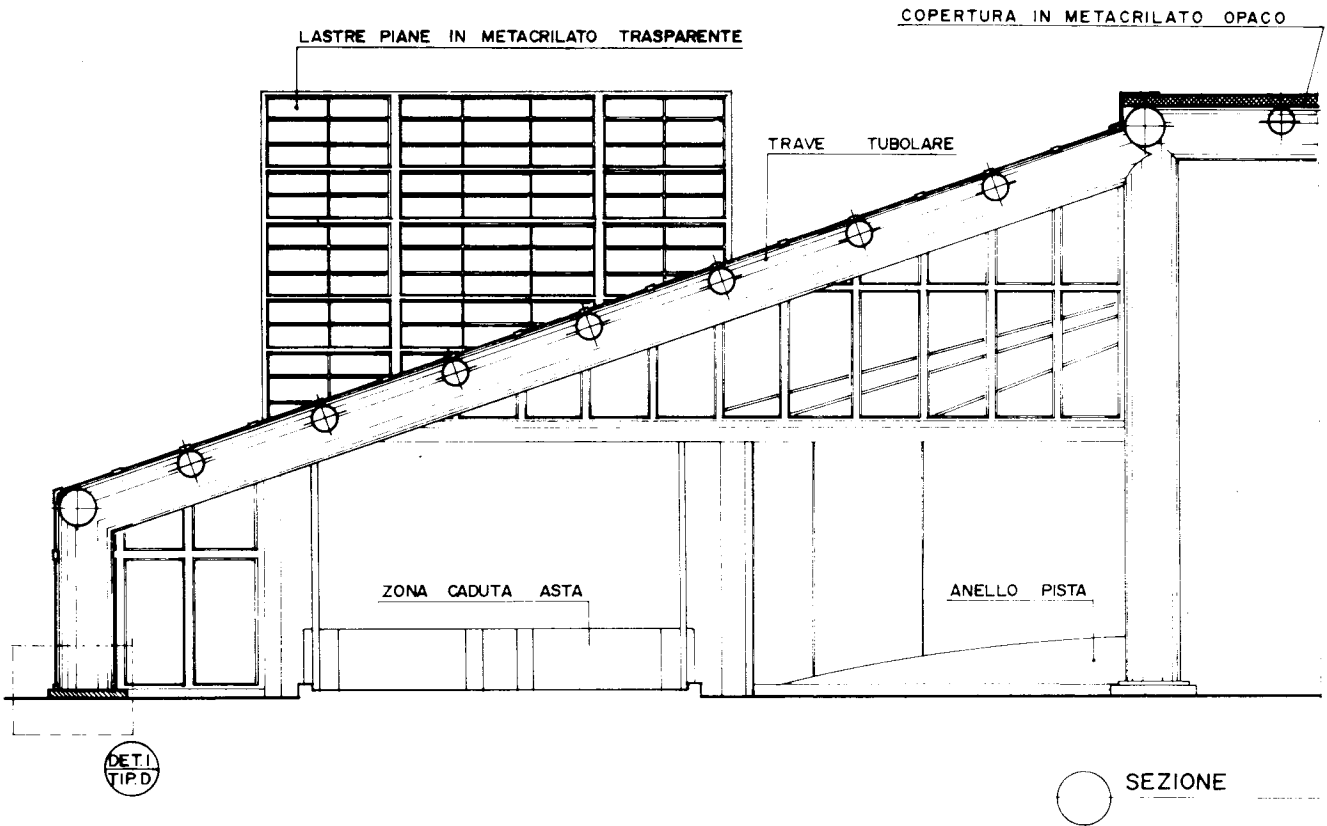 COPERTURA IN METACRILATO OPACO
LASTRE PIANE IN METACRILATO TRASPARENTE
TRAVE TUBOLARE
ZONA CADUTA ASTA
ANELLO PISTA
DET.1
TIP.D
SEZIONE